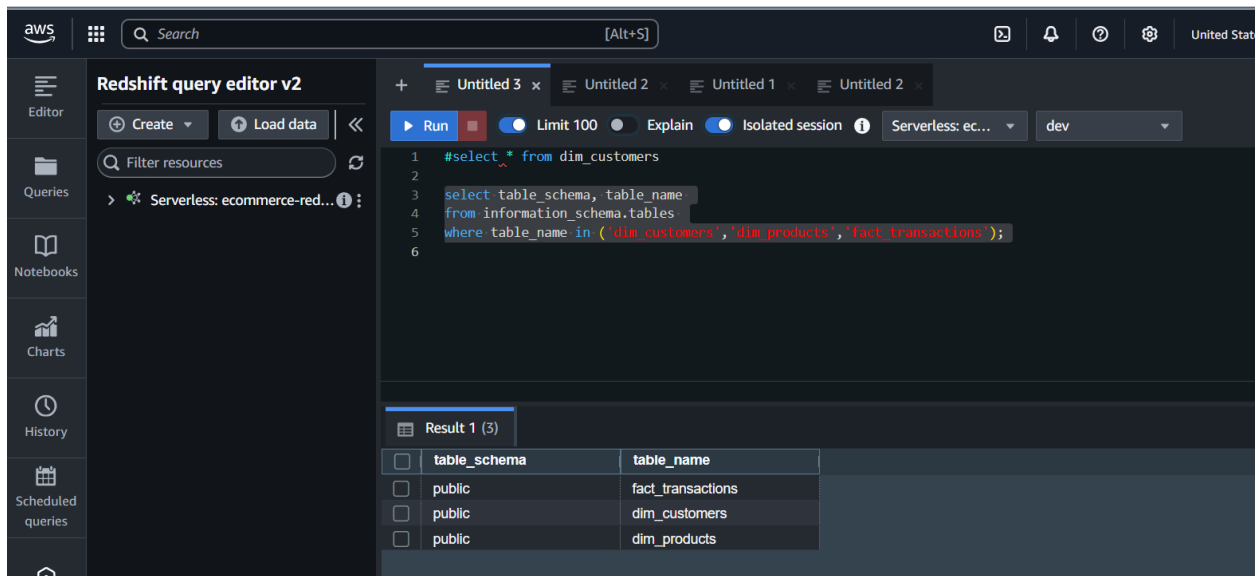 aws
Search [Alt+S]
United Stat
Editor
Queries
Notebooks
Charts
History
Scheduled
queries
Redshift query editor v2
Create
Load data
Filter resources
Serverless: ecommerce-red...
+ Untitled 3 × Untitled 2 × Untitled 1 × Untitled 2 ×
Run Limit 100 Explain Isolated session Serverless: ec... dev
1 #select * from dim_customers
2
3 select table_schema, table_name
4 from information_schema.tables
5 where table_name in ('dim_customers','dim_products','fact_transactions');
6
Result 1 (3)
table_schema table_name
public fact_transactions
public dim_customers
public dim_products